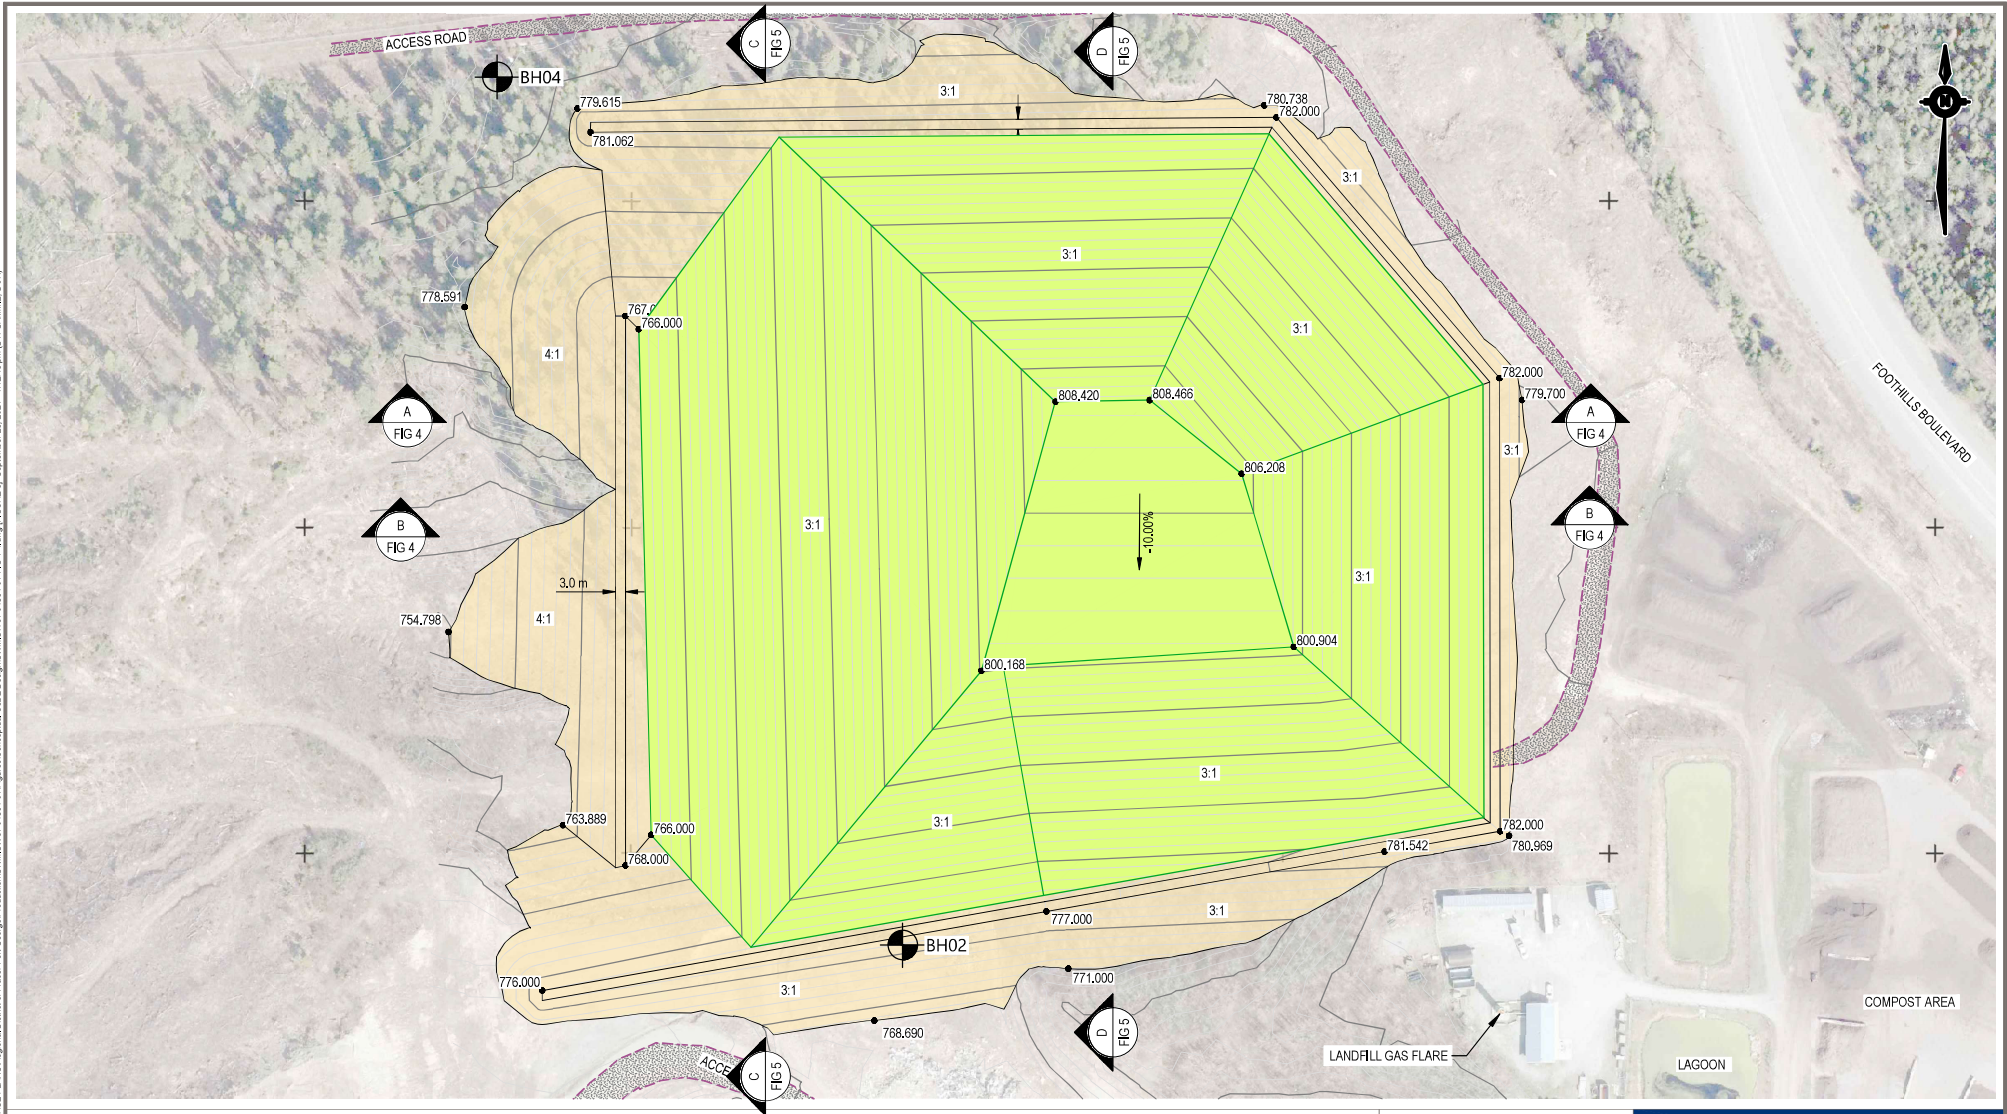 ACCESS ROAD
C
FIG 5
D
FIG 5
BH04
779.615
3:1
780.738
782.000
781.062
3:1
3:1
778.591
767.0
766.000
3:1
4:1
782.000
779.700
808.420
808.466
FOOTHILLS BOULEVARD
A
FIG 4
A
FIG 4
3:1
806.208
B
FIG 4
3:1
-10.00%
B
FIG 4
3.0 m
3:1
754.798
4:1
800.904
800.168
3:1
763.889
766.000
3:1
782.000
780.969
781.542
768.000
777.000
3:1
BH02
776.000
3:1
771.000
768.690
COMPOST AREA
D
FIG 5
LANDFILL GAS FLARE
LAGOON
ACCE
C
FIG 5